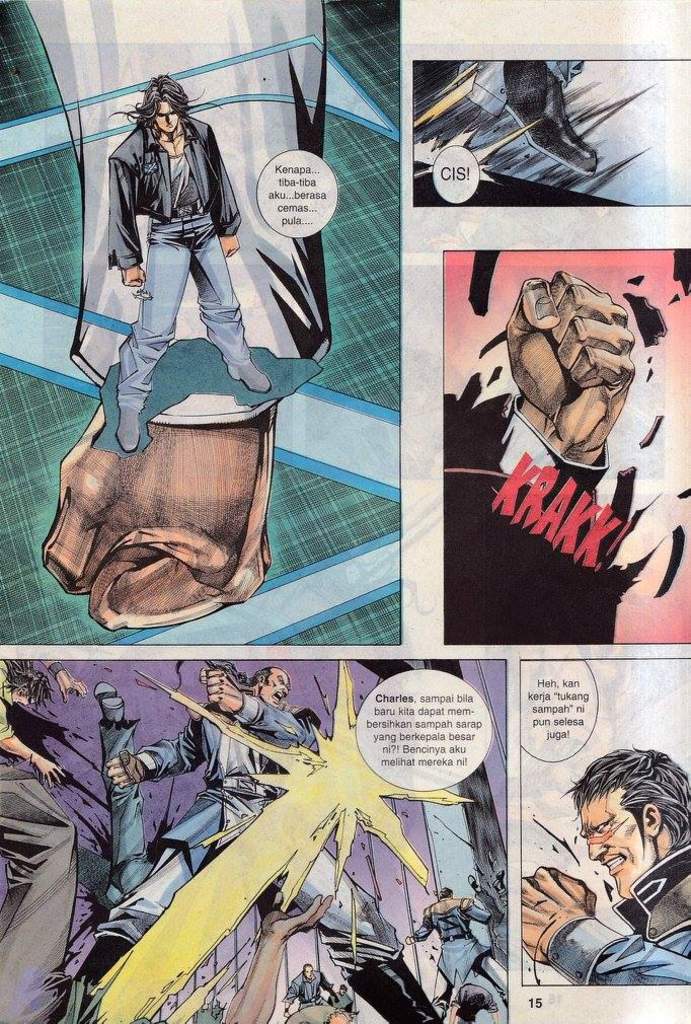 Kenapa...
tiba-tiba
aku...berasa
cemas...
pula....
CIS!
KRAKK!
Charles, sampai bila
baru kita dapat mem-
bersihkan sampah sarap
yang berkepala besar
ni?! Bencinya aku
melihat mereka ni!
Heh, kan
kerja "tukang
sampah" ni
pun selesa
juga!
15